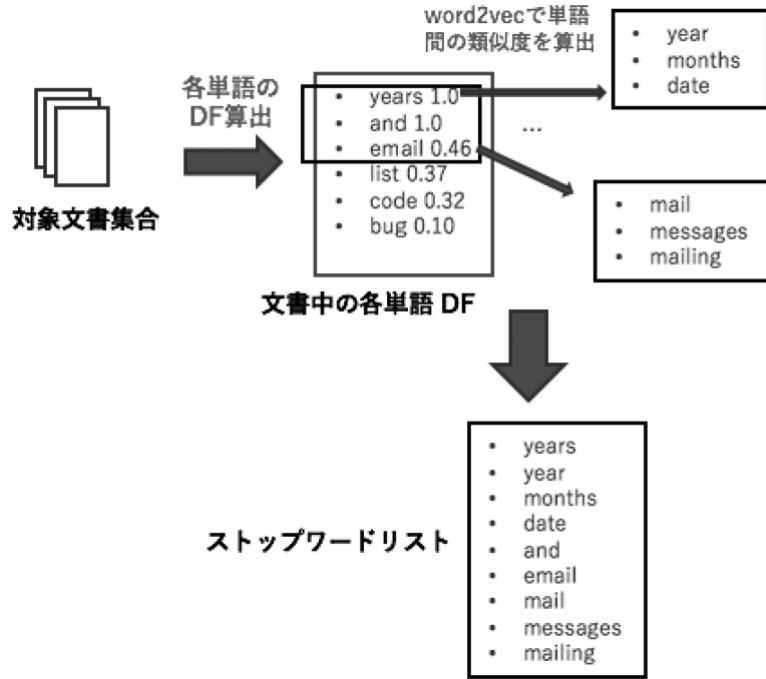 word2vecで単語
間の類似度を算出
• year
• months
• date
各単語の
DF算出
• years 1.0
• and 1.0
• email 0.46
• list 0.37
• code 0.32
• bug 0.10
...
• mail
• messages
• mailing
対象文書集合
文書中の各単語 DF
ストップワードリスト
• years
• year
• months
• date
• and
• email
• mail
• messages
• mailing